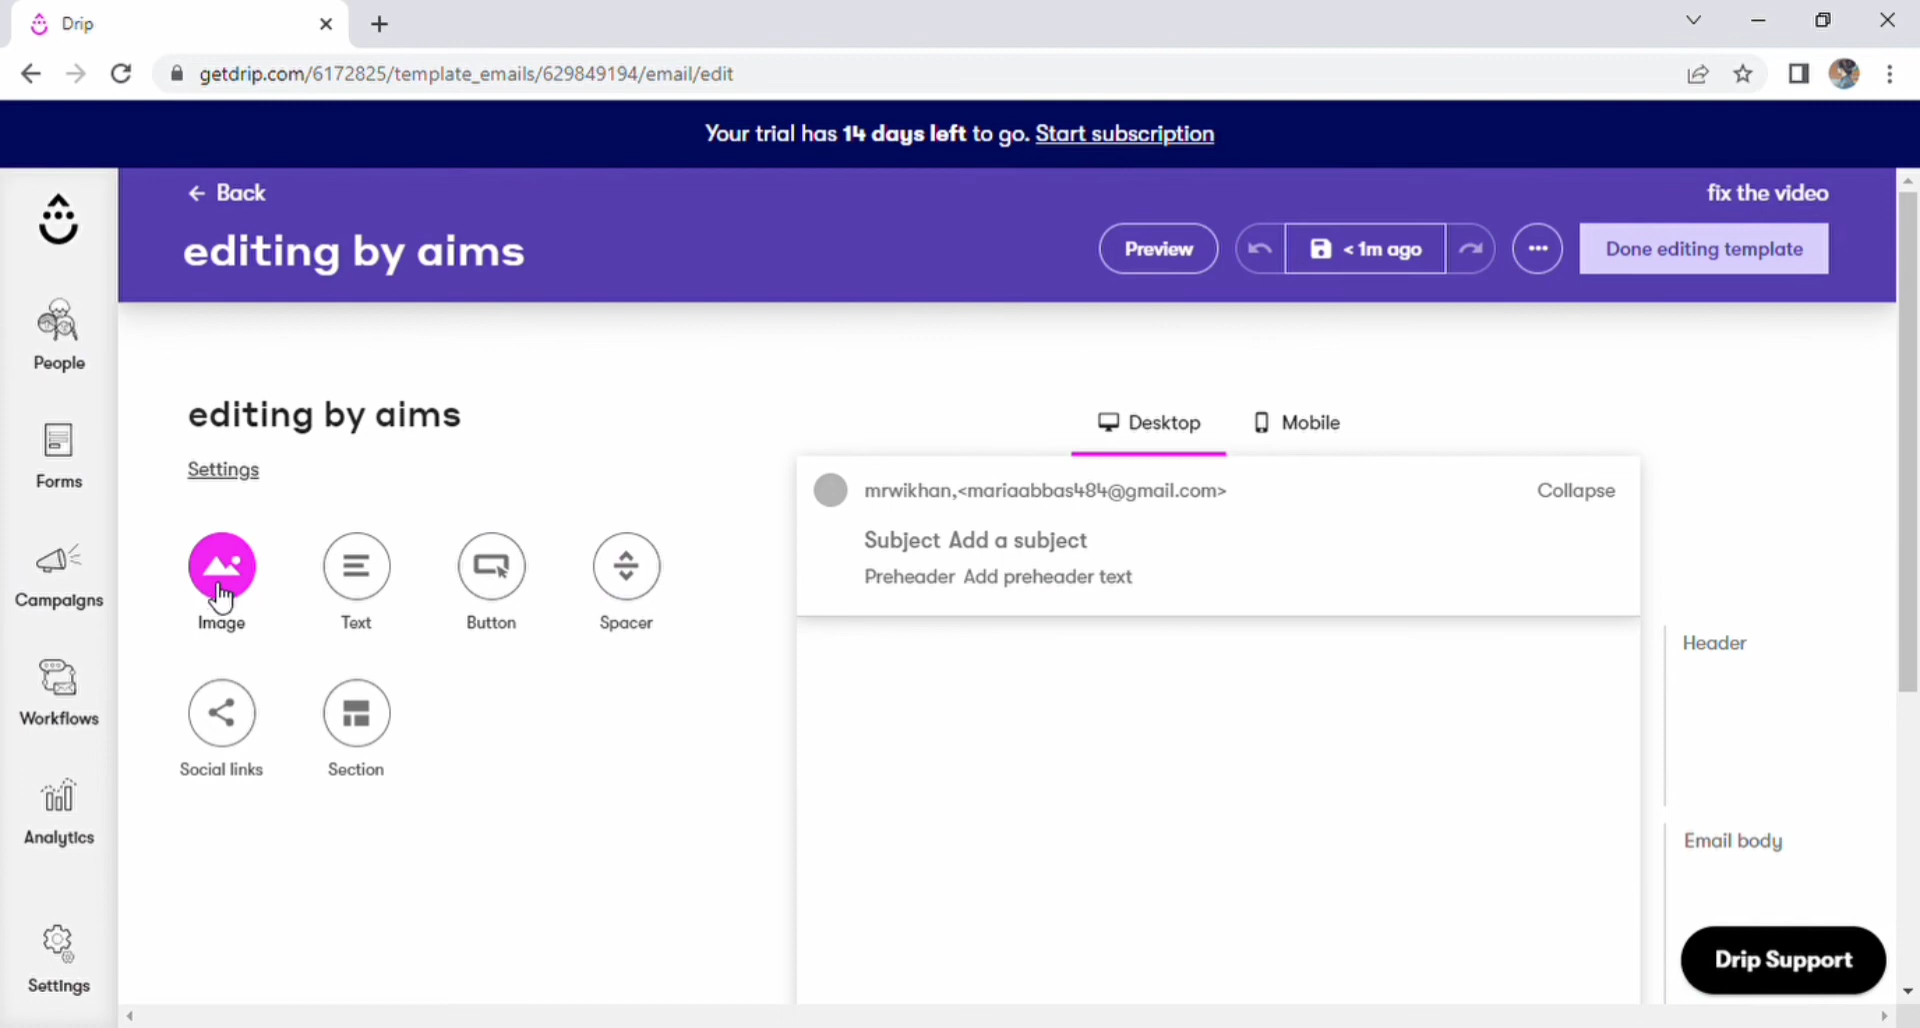 Drip
getdrip.com/6172825/template_emails/629849194/email/edit
Your trial has 14 days left to go. Start subscription
Back
fix the video
editing by aims
Preview
< 1m ago
Done editing template
People
Forms
Campaigns
Workflows
Analytics
Settings
editing by aims
Settings
Image
Text
Button
Spacer
Social links
Section
Desktop
Mobile
mrwikhan,<mariaabbas484@gmail.com>
Collapse
Subject Add a subject
Preheader Add preheader text
Header
Email body
Drip Support